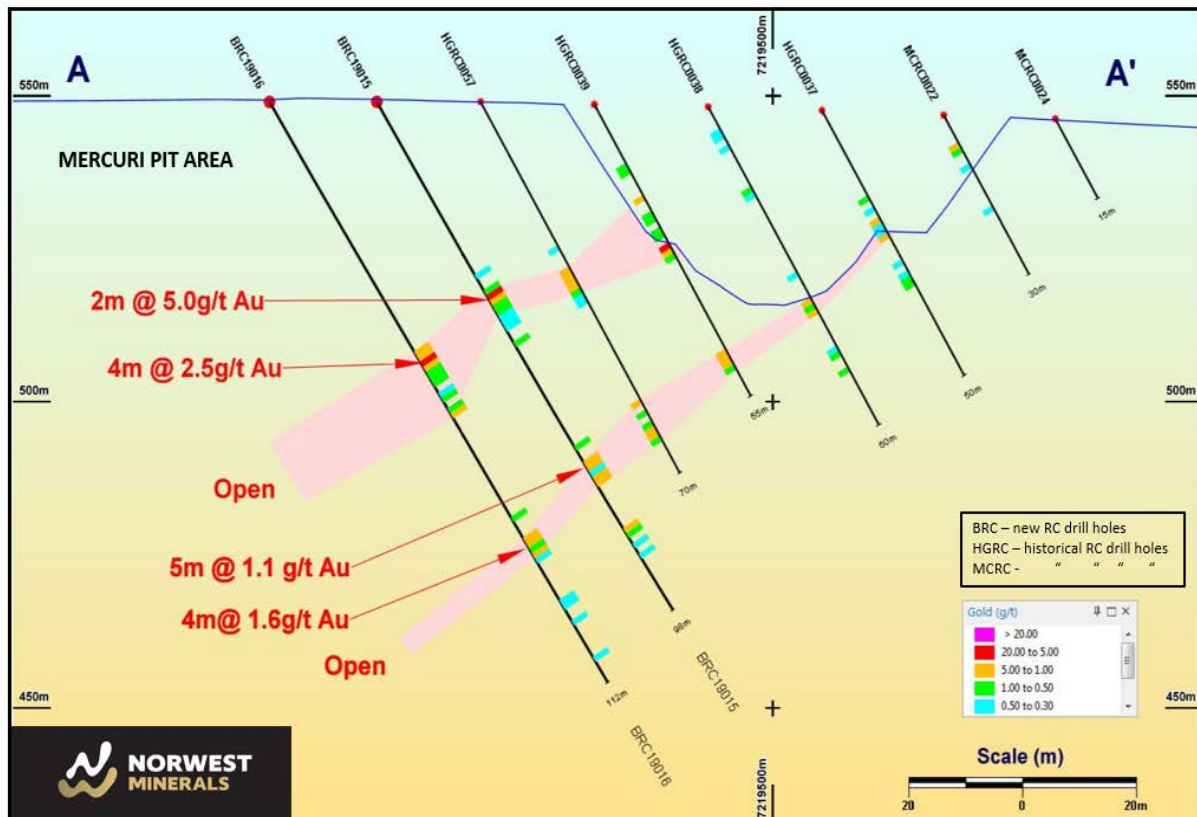 A
A'
BRC19016
BRC19015
HGRC0057
HGRC0039
HGRC0038
7219500m
HGRC0037
MCRC0022
MCRC0024
550m
550m
MERCURI PIT AREA
15m
30m
2m @ 5.0g/t Au
4m @ 2.5g/t Au
50m
500m
500m
55m
60m
Open
70m
5m @ 1.1 g/t Au
4m@ 1.6g/t Au
Open
98m
BRC19015
112m
BRC19016
BRC – new RC drill holes
HGRC – historical RC drill holes
MCRC - “ “ “ “
Gold (g/t)
> 20.00
20.00 to 5.00
5.00 to 1.00
1.00 to 0.50
0.50 to 0.30
450m
450m
7219500m
NORWEST
MINERALS
Scale (m)
20 0 20m